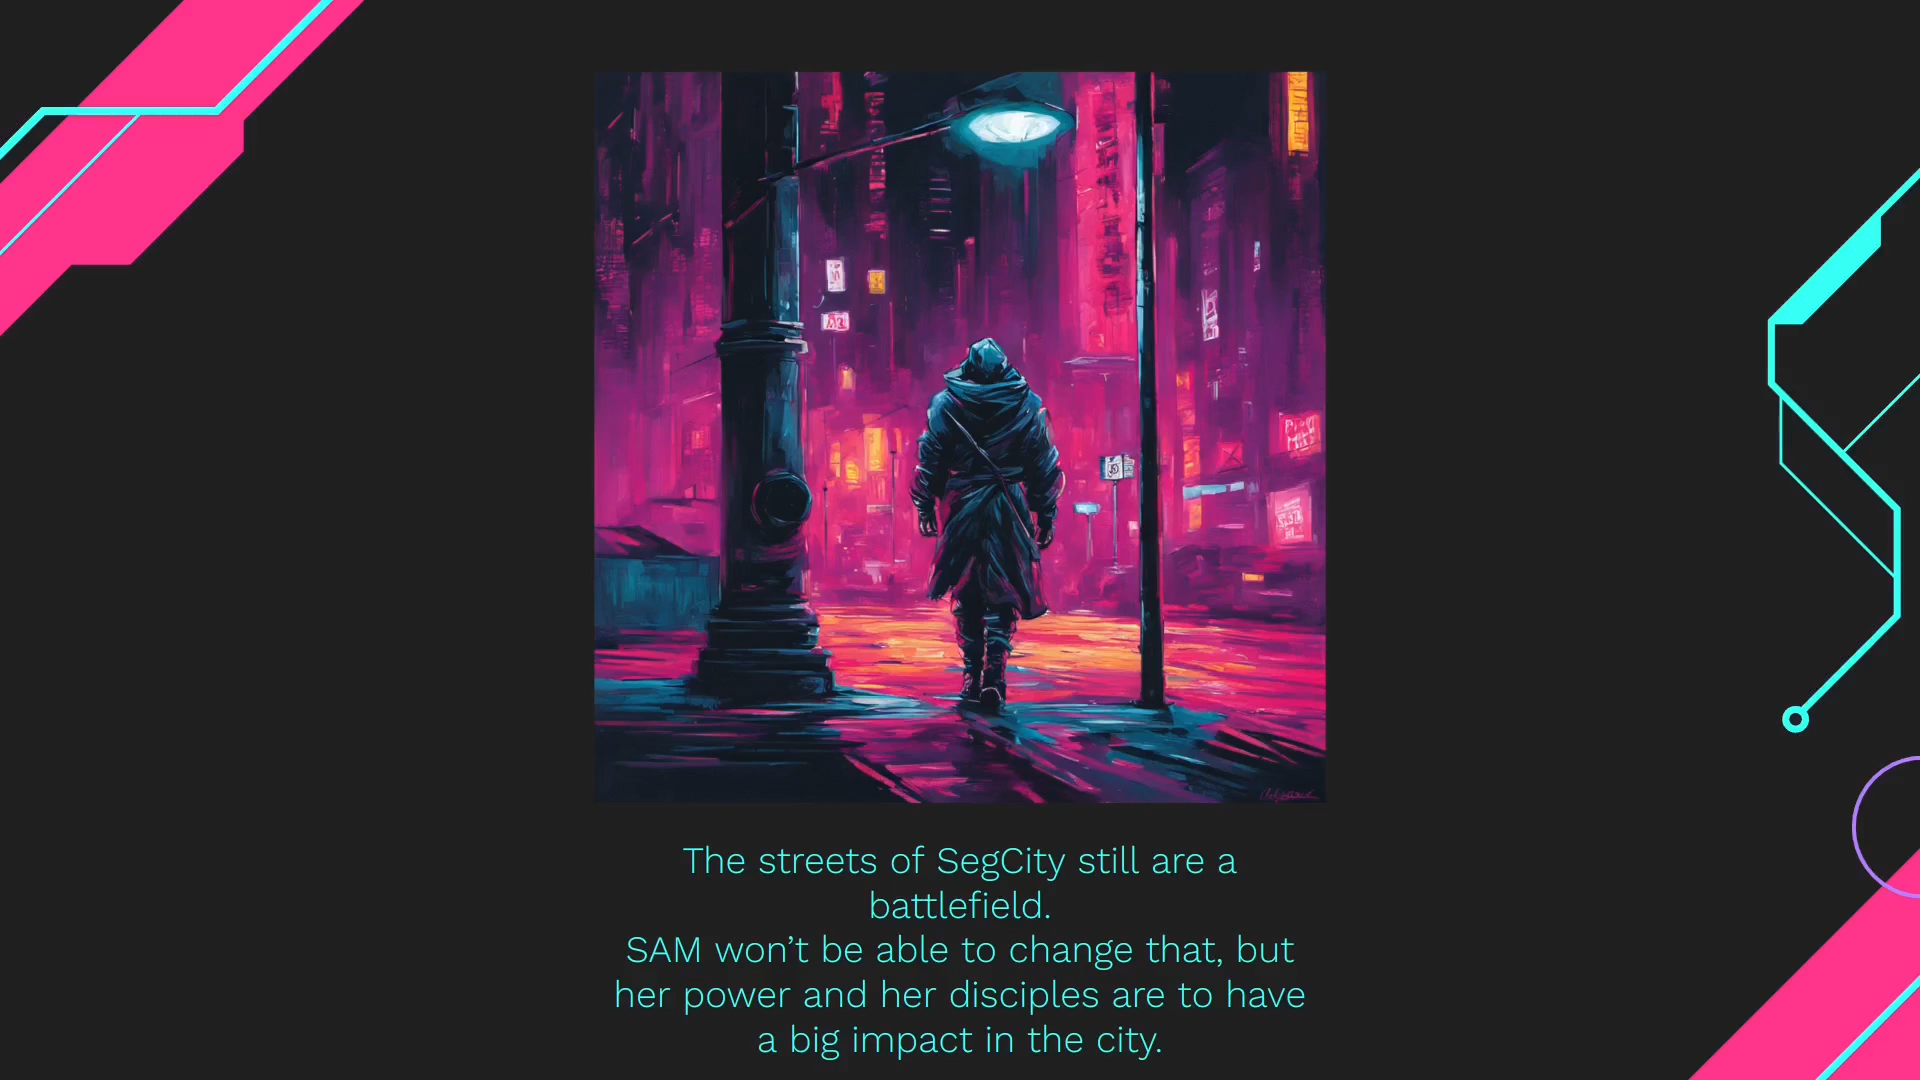 The streets of SegCity still are a
battlefield.
SAM won’t be able to change that, but
her power and her disciples are to have
a big impact in the city.